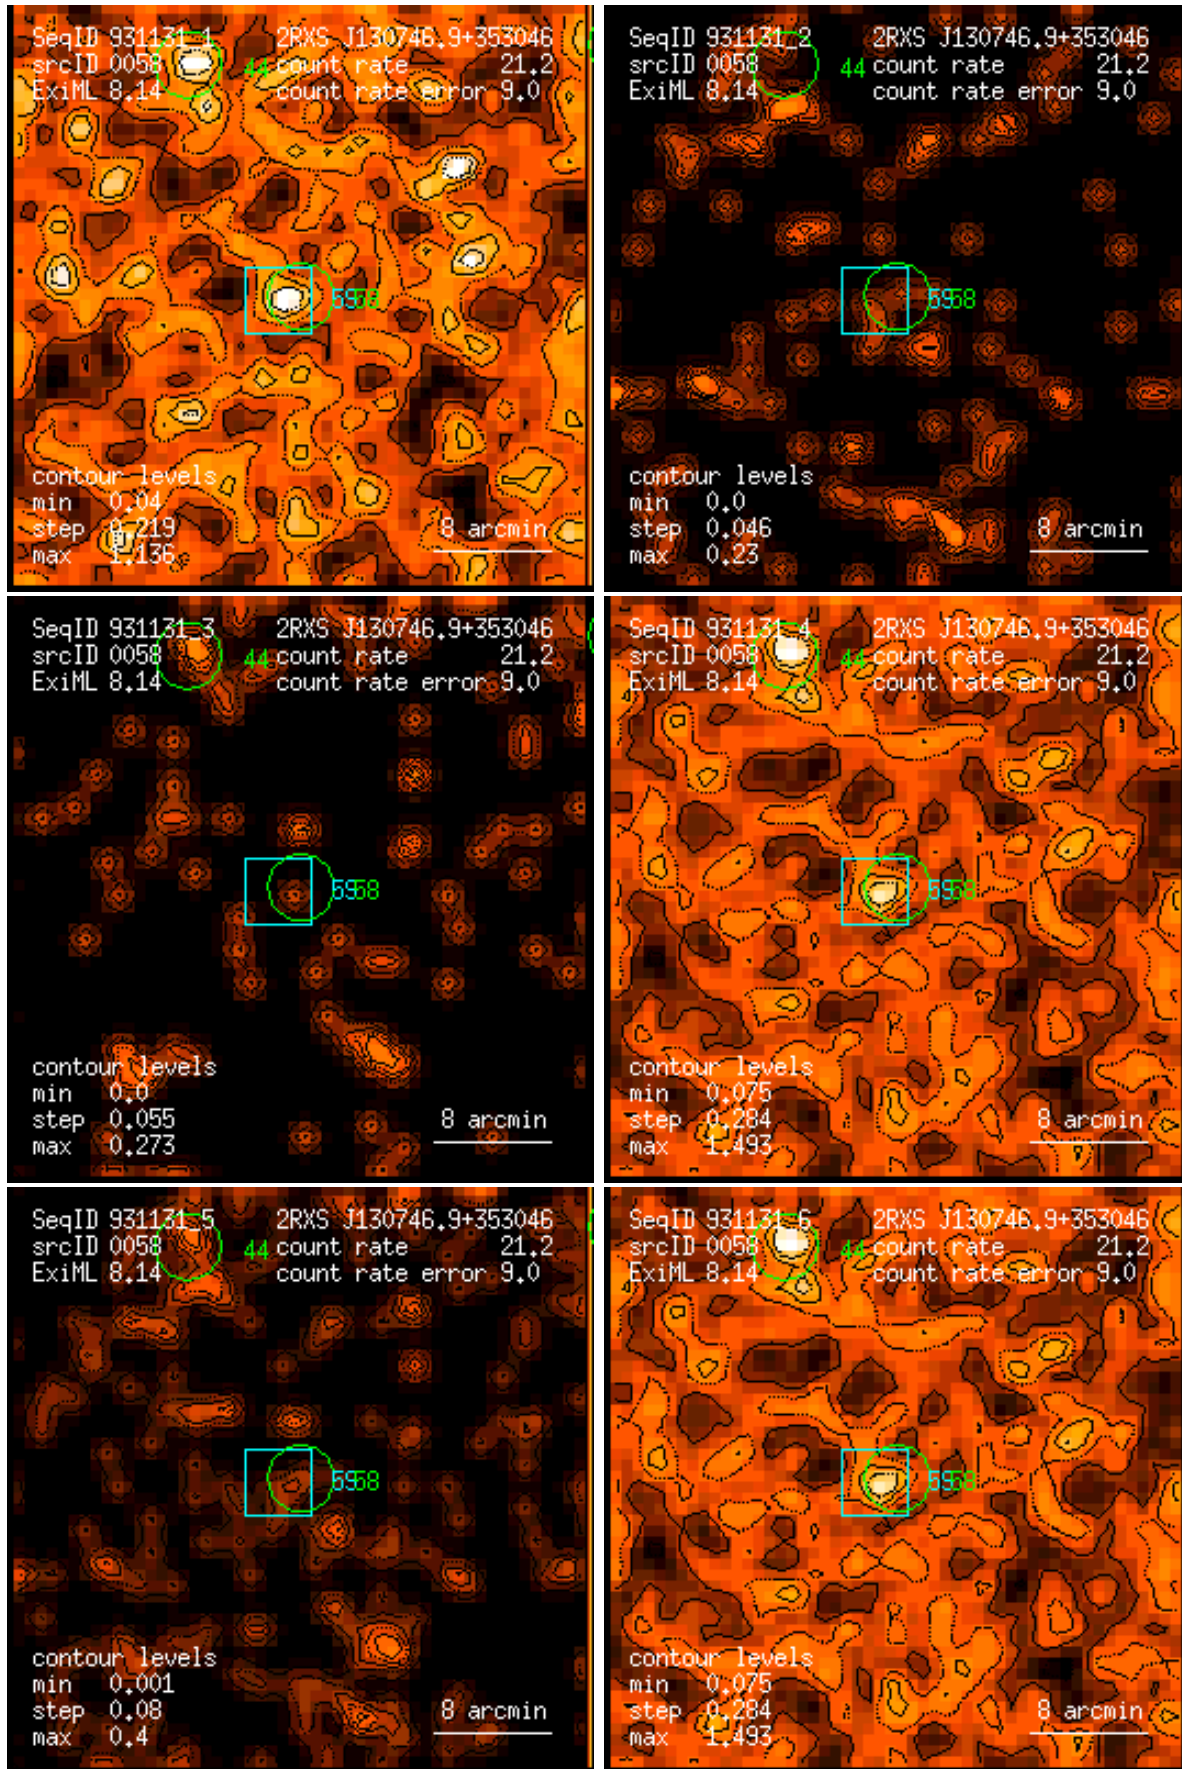 SeqID 931131_1 2RXS J130746.9+353046
srcID 0058 44 count rate 21.2
ExiML 8.14 count rate error 9.0
5958
contour levels
min 0.04
step 0.219 8 arcmin
max 1.136
SeqID 931131_2 2RXS J130746.9+353046
srcID 0058 44 count rate 21.2
ExiML 8.14 count rate error 9.0
5958
contour levels
min 0.0
step 0.046 8 arcmin
max 0.23
SeqID 931131_3 2RXS J130746.9+353046
srcID 0058 44 count rate 21.2
ExiML 8.14 count rate error 9.0
5958
contour levels
min 0.0
step 0.055 8 arcmin
max 0.273
SeqID 931131_4 2RXS J130746.9+353046
srcID 0058 44 count rate 21.2
ExiML 8.14 count rate error 9.0
5958
contour levels
min 0.075
step 0.284 8 arcmin
max 1.493
SeqID 931131_5 2RXS J130746.9+353046
srcID 0058 44 count rate 21.2
ExiML 8.14 count rate error 9.0
5958
contour levels
min 0.001
step 0.08 8 arcmin
max 0.4
SeqID 931131_6 2RXS J130746.9+353046
srcID 0058 44 count rate 21.2
ExiML 8.14 count rate error 9.0
5958
contour levels
min 0.075
step 0.284 8 arcmin
max 1.493